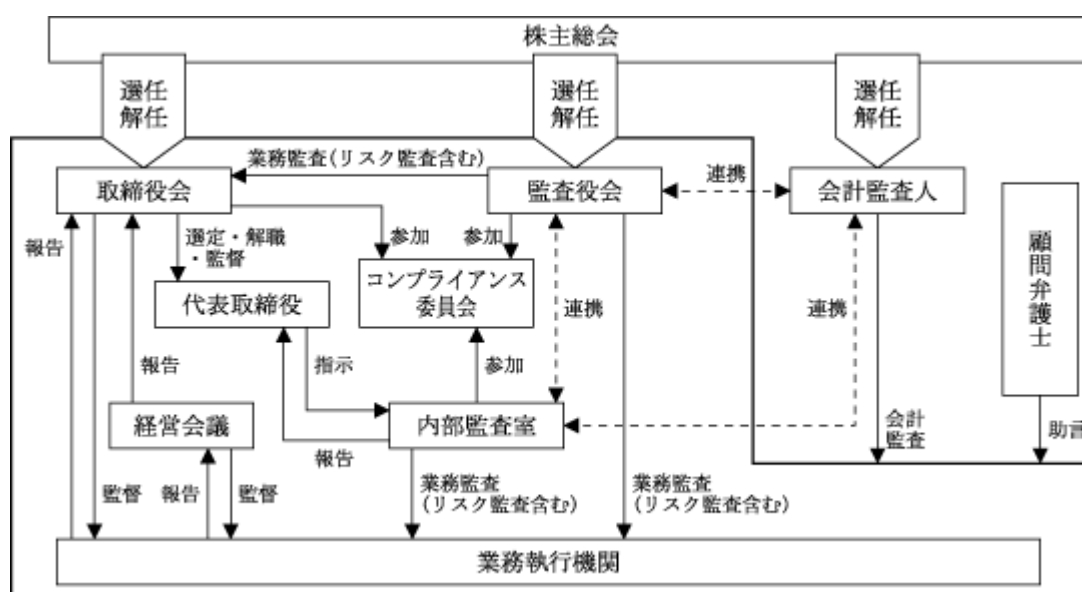 株主総会
選任
解任
選任
解任
選任
解任
業務監査(リスク監査含む)
連携
取締役会
監査役会
会計監査人
報告
選定・解職
・監督
参加
参加
顧問弁護士
コンプライアンス
委員会
代表取締役
連携
連携
報告
指示
参加
経営会議
内部監査室
報告
会計
監査
助言
監督
報告
監督
業務監査
(リスク監査含む)
業務監査
(リスク監査含む)
業務執行機関